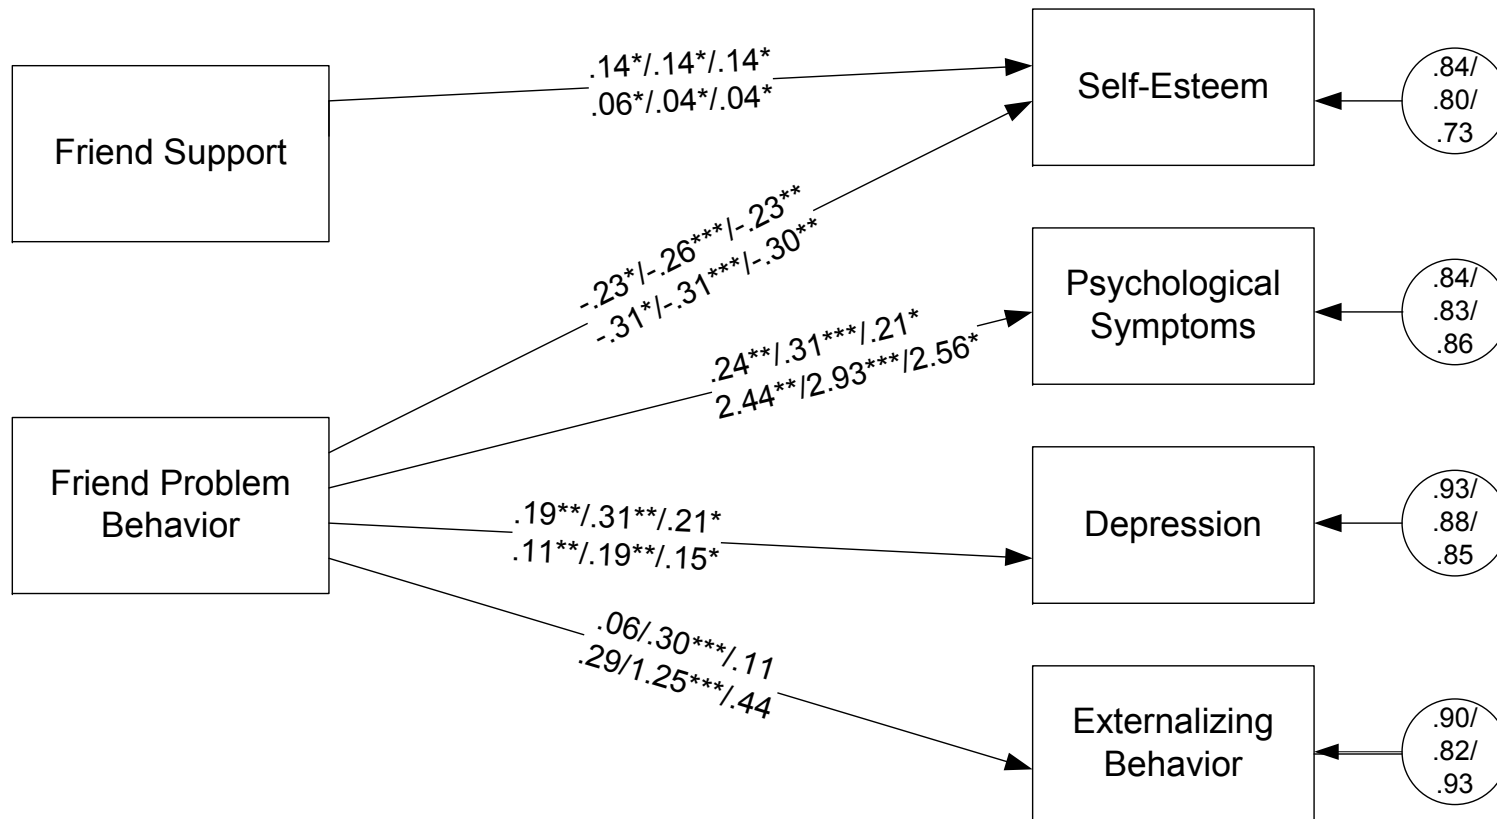 Friend Support
.14*/.14*/.14*
.06*/.04*/.04*
Self-Esteem
.84/
.80/
.73
-.23*/-.26***/-.23**
-.31*/-.31***/-.30**
Psychological
Symptoms
.84/
.83/
.86
.24**/.31***/.21*
2.44**/2.93***/2.56*
Friend Problem
Behavior
.19**/.31**/.21*
.11**/.19**/.15*
Depression
.93/
.88/
.85
.06/.30***/.11
.29/1.25***/.44
Externalizing
Behavior
.90/
.82/
.93